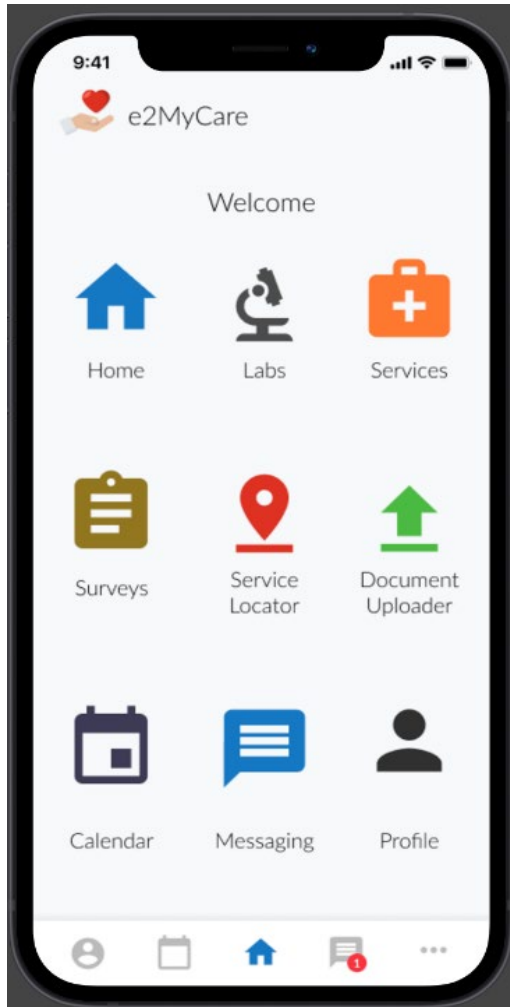 9:41
e2MyCare
Welcome
Home Labs Services
Surveys Service Locator Document Uploader
Calendar Messaging Profile
1